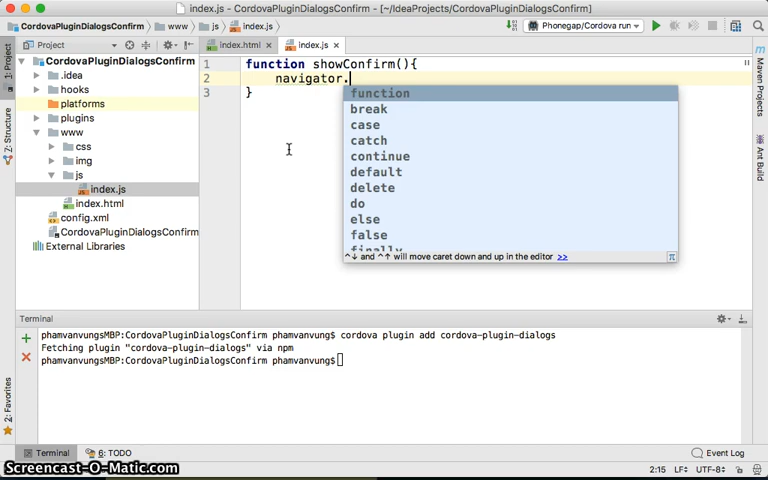 index.js - CordovaPluginDialogsConfirm - [~/IdeaProjects/CordovaPluginDialogsConfirm]
CordovaPluginDialogsConfirm
www
js
index.js
Phonegap/Cordova run
Project
index.html
index.js
CordovaPluginDialogsConfirm
.idea
hooks
platforms
plugins
www
css
img
js
index.js
index.html
config.xml
CordovaPluginDialogsConfirm
External Libraries
1: Project
7: Structure
2: Favorites
Maven Projects
Ant Build
1 function showConfirm(){
2 navigator.
3 }
function
break
case
catch
continue
default
delete
do
else
false
finally
^↓ and ^↑ will move caret down and up in the editor >>
π
Terminal
phamvanvungsMBP:CordovaPluginDialogsConfirm phamvanvung$ cordova plugin add cordova-plugin-dialogs
Fetching plugin "cordova-plugin-dialogs" via npm
phamvanvungsMBP:CordovaPluginDialogsConfirm phamvanvung$
Terminal
6: TODO
Event Log
Screencast-O-Matic.com
2:15 LF÷ UTF-8÷